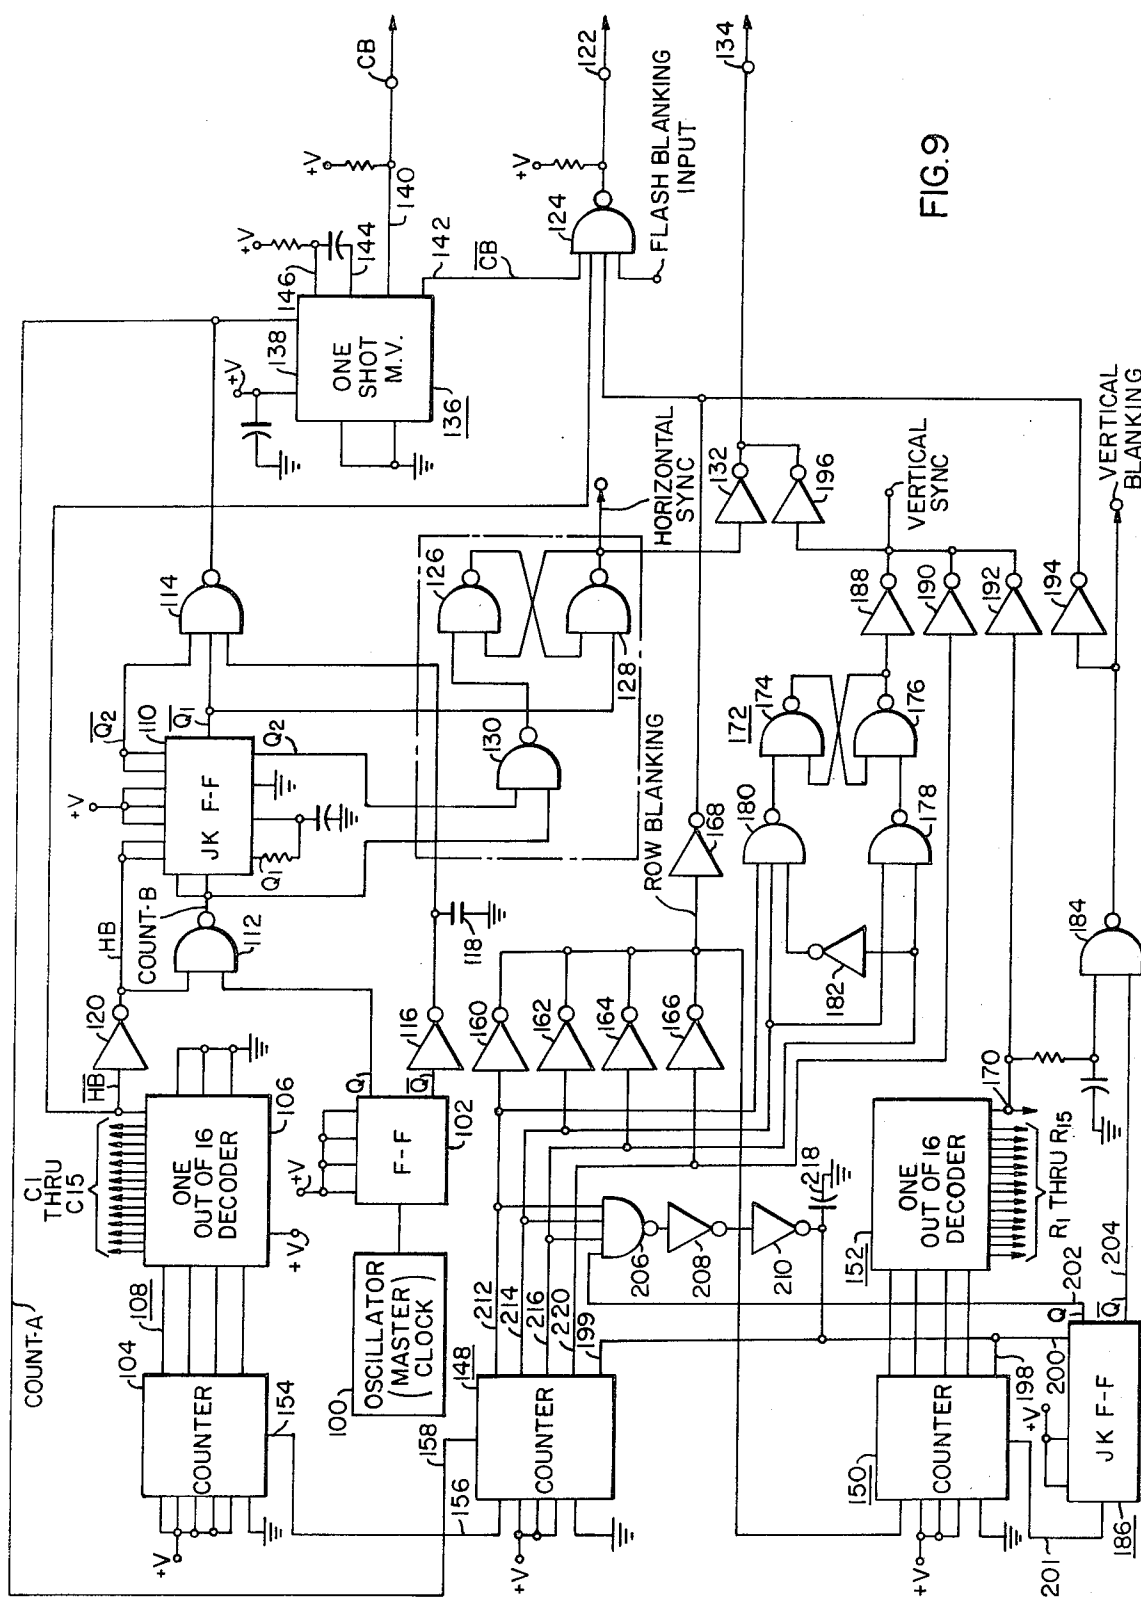 COUNT-A
104
108
C1
THRU
C15
HB
120
HB
COUNT-B
+V
Q2
110
Q1
114
+V
138
146
+V
144
+V
140
CB
COUNTER
ONE
OUT OF 16
DECODER
106
112
JK F-F
Q1
Q2
ONE
SHOT
M.V.
136
142
CB
+V
154
+V
+V
100
OSCILLATOR
(MASTER
CLOCK)
F-F
102
Q1
Q1
116
118
130
126
128
HORIZONTAL
SYNC
124
+V
122
FLASH BLANKING
INPUT
158
148
156
COUNTER
+V
212
214
216
220
199
160
162
164
166
ROW BLANKING
168
132
134
196
206
208
210
218
182
180
178
172
174
176
188
190
192
194
VERTICAL
SYNC
150
COUNTER
+V
198
152
ONE
OUT OF 16
DECODER
170
R1 THRU R15
184
200
+V
201
186
JK F-F
Q
202
Q1
204
VERTICAL
BLANKING
FIG.9